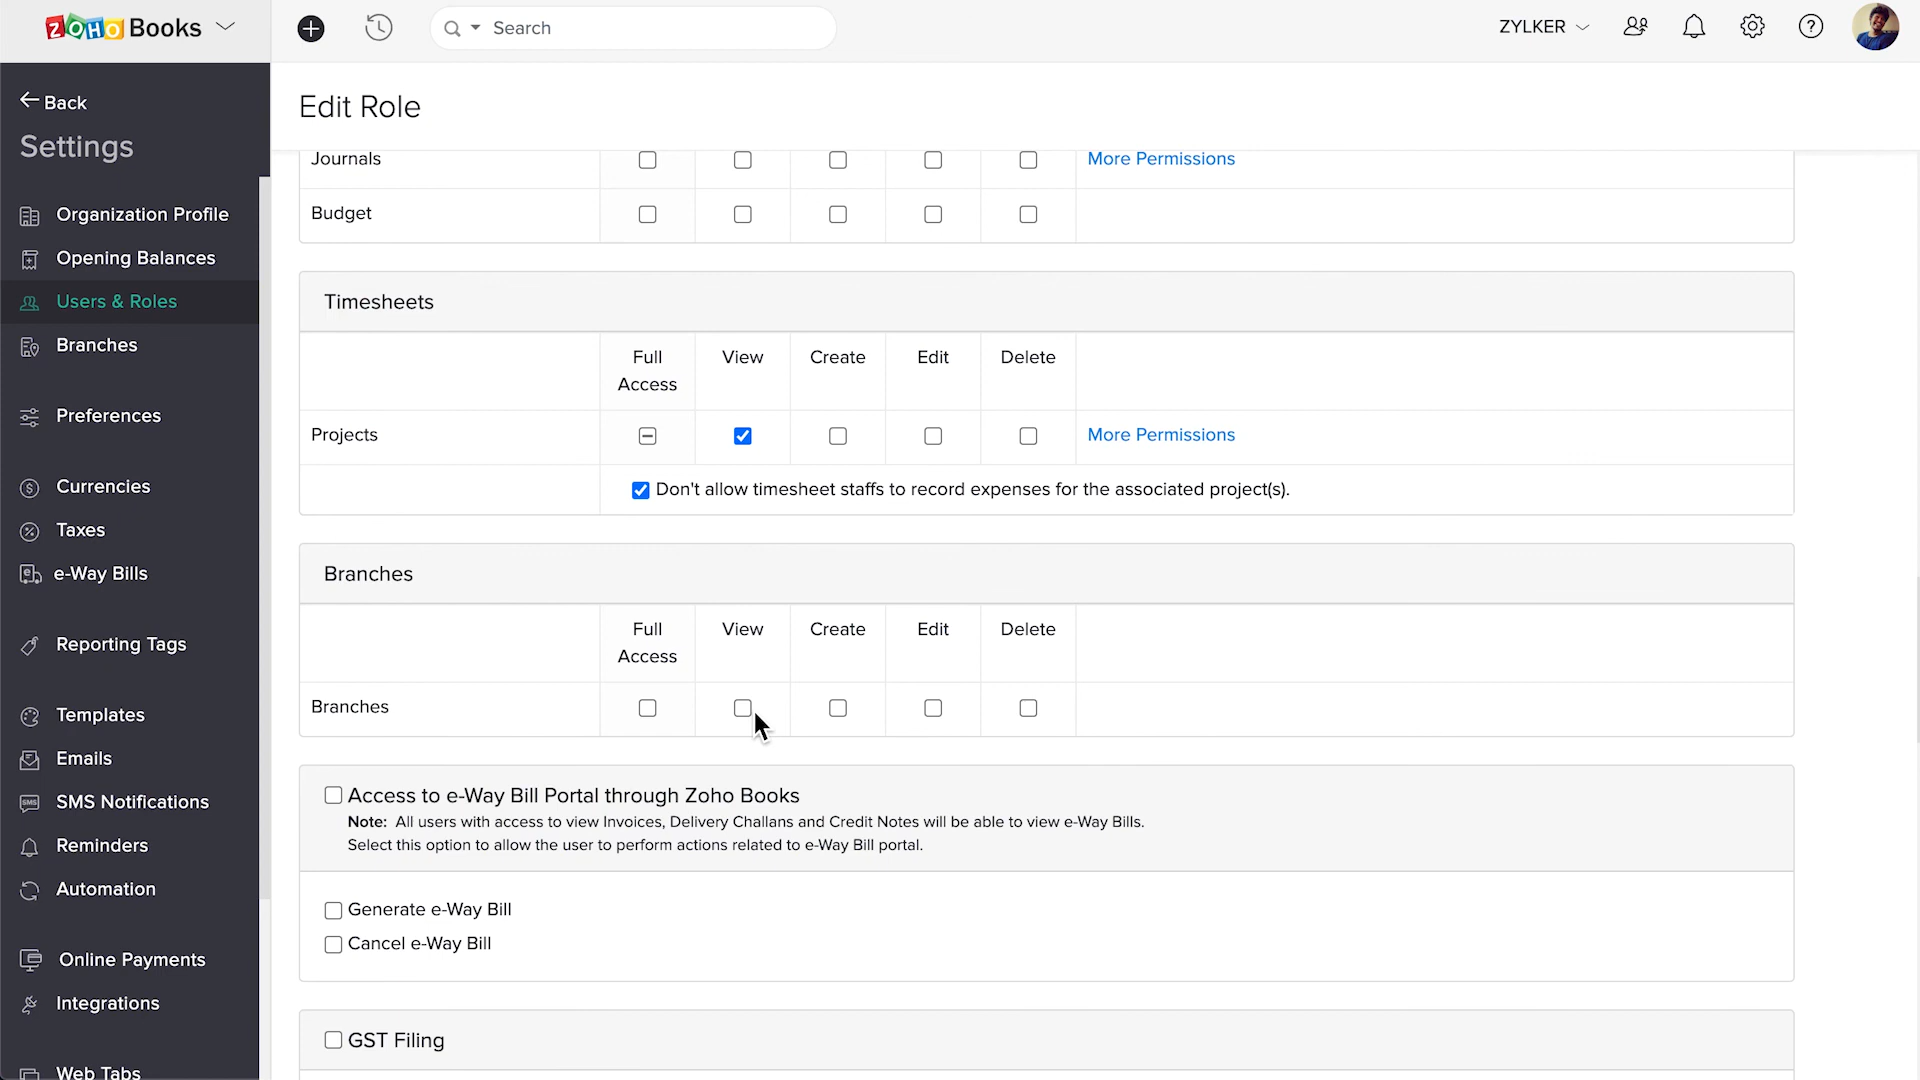 ZOHO Books
Search
ZYLKER
Back
Settings
Organization Profile
Opening Balances
Users & Roles
Branches
Preferences
Currencies
Taxes
e-Way Bills
Reporting Tags
Templates
Emails
SMS
SMS Notifications
Reminders
Automation
Online Payments
Integrations
Web Tabs
Edit Role
Journals
More Permissions
Budget
Timesheets
Full Access
View
Create
Edit
Delete
Projects
More Permissions
Don't allow timesheet staffs to record expenses for the associated project(s).
Branches
Full Access
View
Create
Edit
Delete
Branches
Access to e-Way Bill Portal through Zoho Books
Note: All users with access to view Invoices, Delivery Challans and Credit Notes will be able to view e-Way Bills.
Select this option to allow the user to perform actions related to e-Way Bill portal.
Generate e-Way Bill
Cancel e-Way Bill
GST Filing